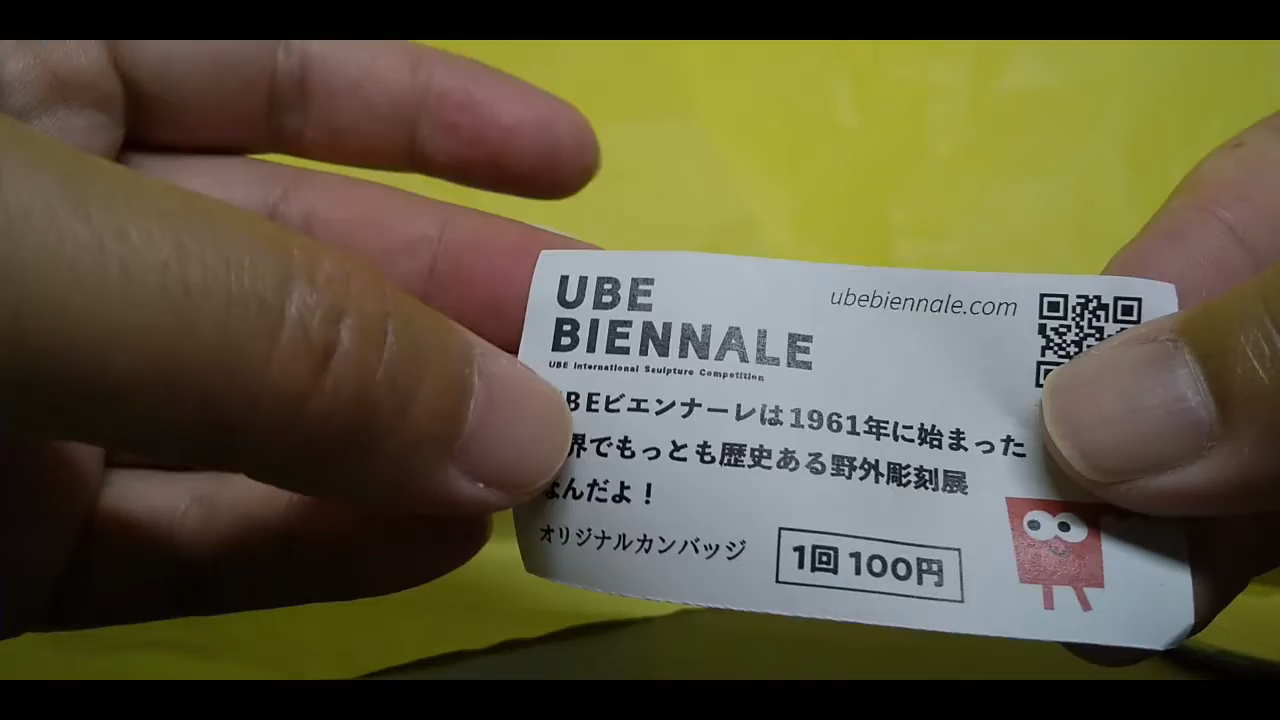 UBE
BIENNALE
UBE International Sculpture Competition
ubebiennale.com
BEビエンナーレは1961年に始まった
界でもっとも歴史ある野外彫刻展
なんだよ！
オリジナルカンバッジ
1回 100円